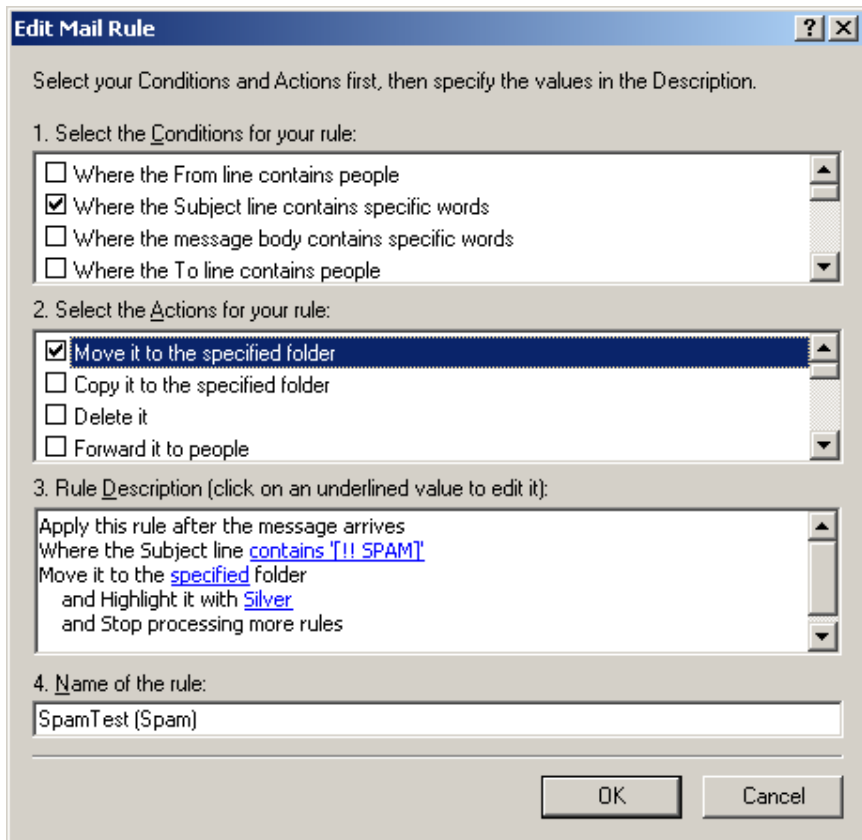 Edit Mail Rule
Select your Conditions and Actions first, then specify the values in the Description.
1. Select the Conditions for your rule:
Where the From line contains people
Where the Subject line contains specific words
Where the message body contains specific words
Where the To line contains people
2. Select the Actions for your rule:
Move it to the specified folder
Copy it to the specified folder
Delete it
Forward it to people
3. Rule Description (click on an underlined value to edit it):
Apply this rule after the message arrives
Where the Subject line contains '[!! SPAM]'
Move it to the specified folder
and Highlight it with Silver
and Stop processing more rules
4. Name of the rule:
SpamTest (Spam)
OK Cancel